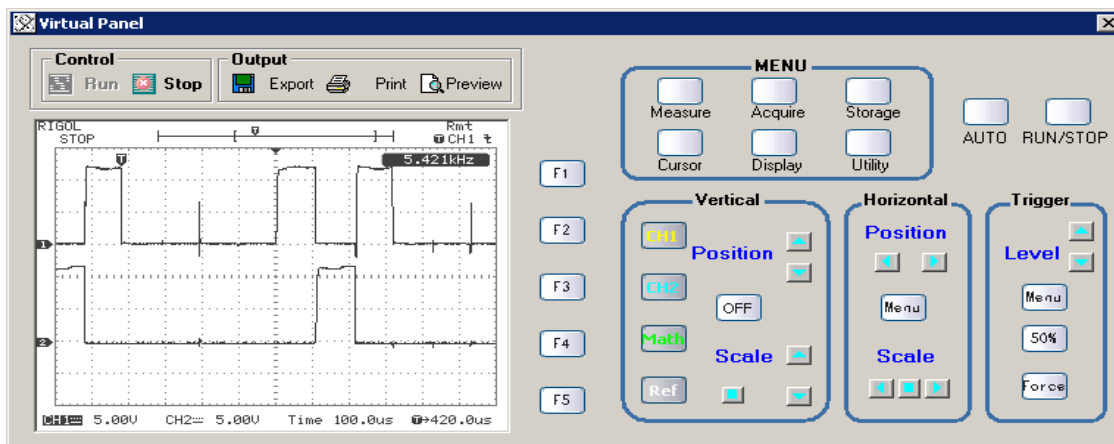 Virtual Panel
Control
Run Stop
Output
Export Print Preview
RIGOL
STOP
Rmt
T CH1
T
5.421kHz
1
2
CH1 5.00V CH2 5.00V Time 100.0us T→420.0us
F1
F2
F3
F4
F5
MENU
Measure Acquire Storage
Cursor Display Utility
AUTO RUN/STOP
Vertical
CH1
CH2
Math
Ref
Position
OFF
Scale
Horizontal
Position
Menu
Scale
Trigger
Level
Menu
50%
Force